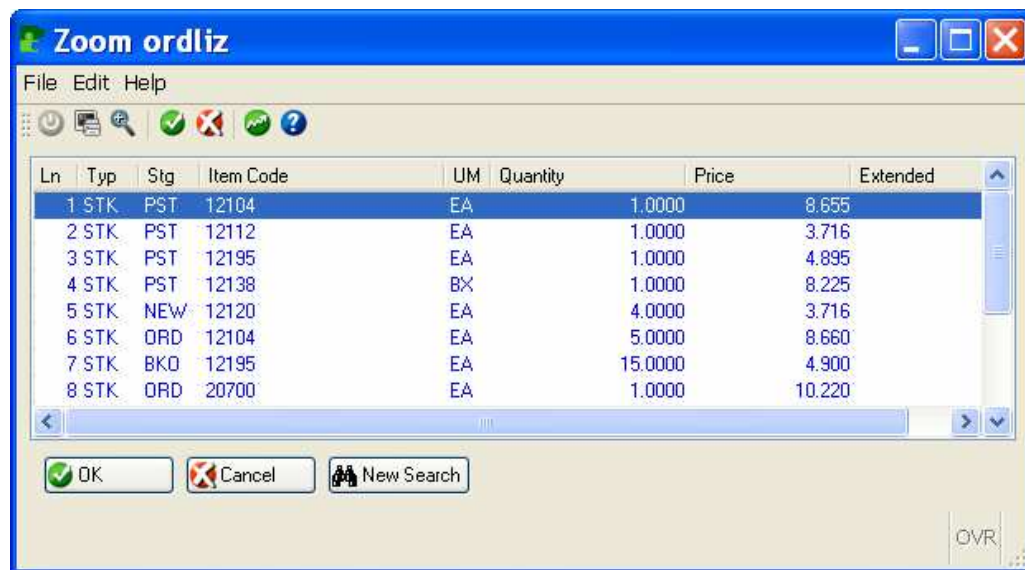 Zoom ordliz
File Edit Help
Ln Typ Stg Item Code UM Quantity Price Extended
1 STK PST 12104 EA 1.0000 8.655
2 STK PST 12112 EA 1.0000 3.716
3 STK PST 12195 EA 1.0000 4.895
4 STK PST 12138 BX 1.0000 8.225
5 STK NEW 12120 EA 4.0000 3.716
6 STK ORD 12104 EA 5.0000 8.660
7 STK BKO 12195 EA 15.0000 4.900
8 STK ORD 20700 EA 1.0000 10.220
OK Cancel New Search
OVR